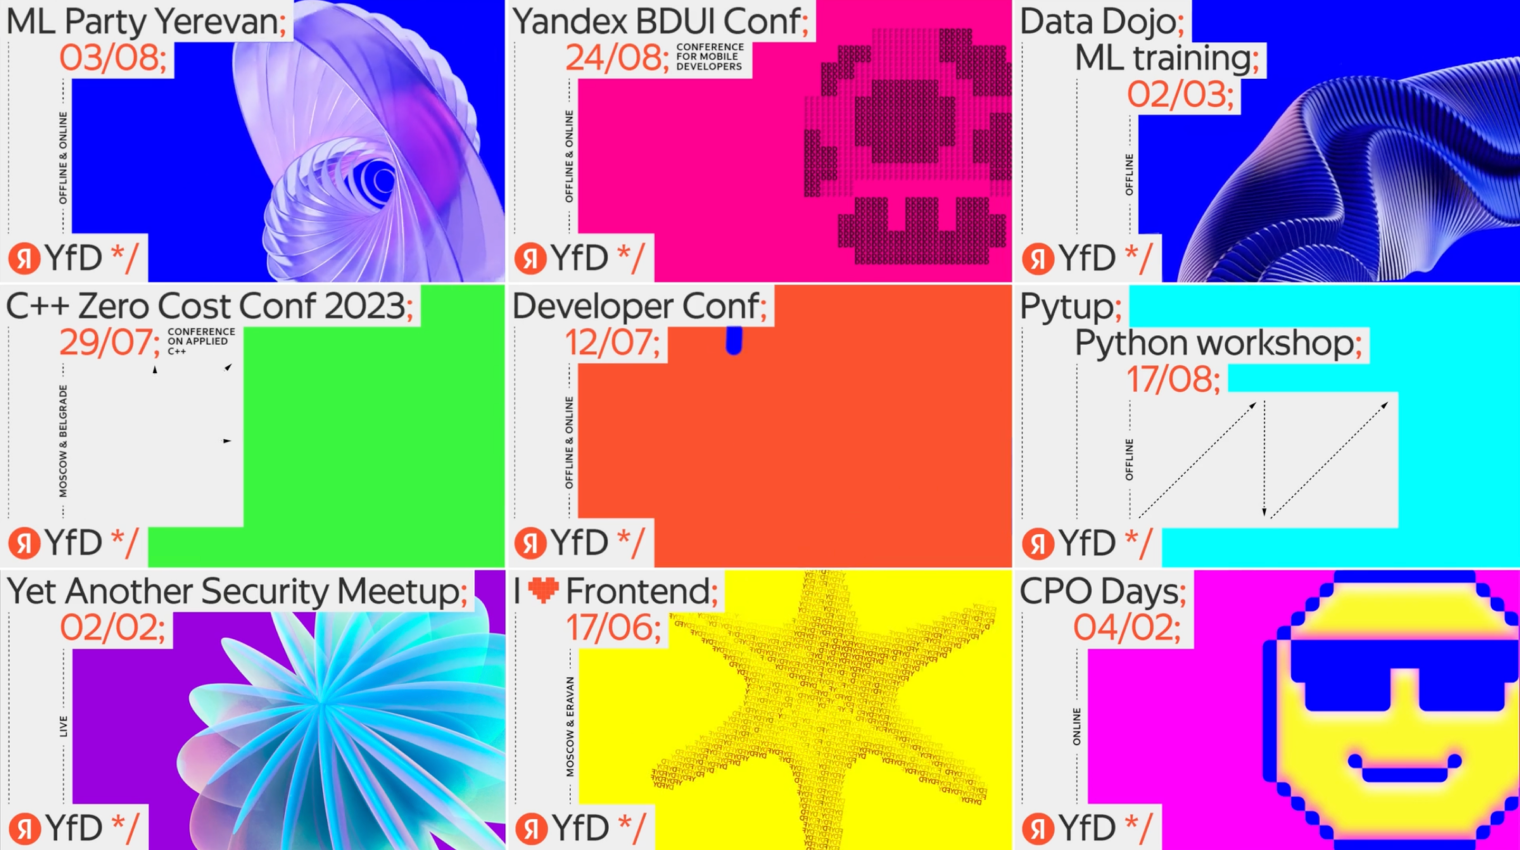 ML Party Yerevan;
03/08;
OFFLINE & ONLINE
Я YfD */
Yandex BDUI Conf;
24/08;
CONFERENCE
FOR MOBILE
DEVELOPERS
OFFLINE & ONLINE
Я YfD */
Data Dojo;
ML training;
02/03;
OFFLINE
Я YfD */
C++ Zero Cost Conf 2023;
29/07;
CONFERENCE
ON APPLIED
C++
MOSCOW & BELGRADE
Я YfD */
Developer Conf;
12/07;
OFFLINE & ONLINE
Я YfD */
Pytup;
Python workshop;
17/08;
OFFLINE
Я YfD */
Yet Another Security Meetup;
02/02;
LIVE
Я YfD */
I ❤ Frontend;
17/06;
MOSCOW & ERAVAN
Я YfD */
CPO Days;
04/02;
ONLINE
Я YfD */